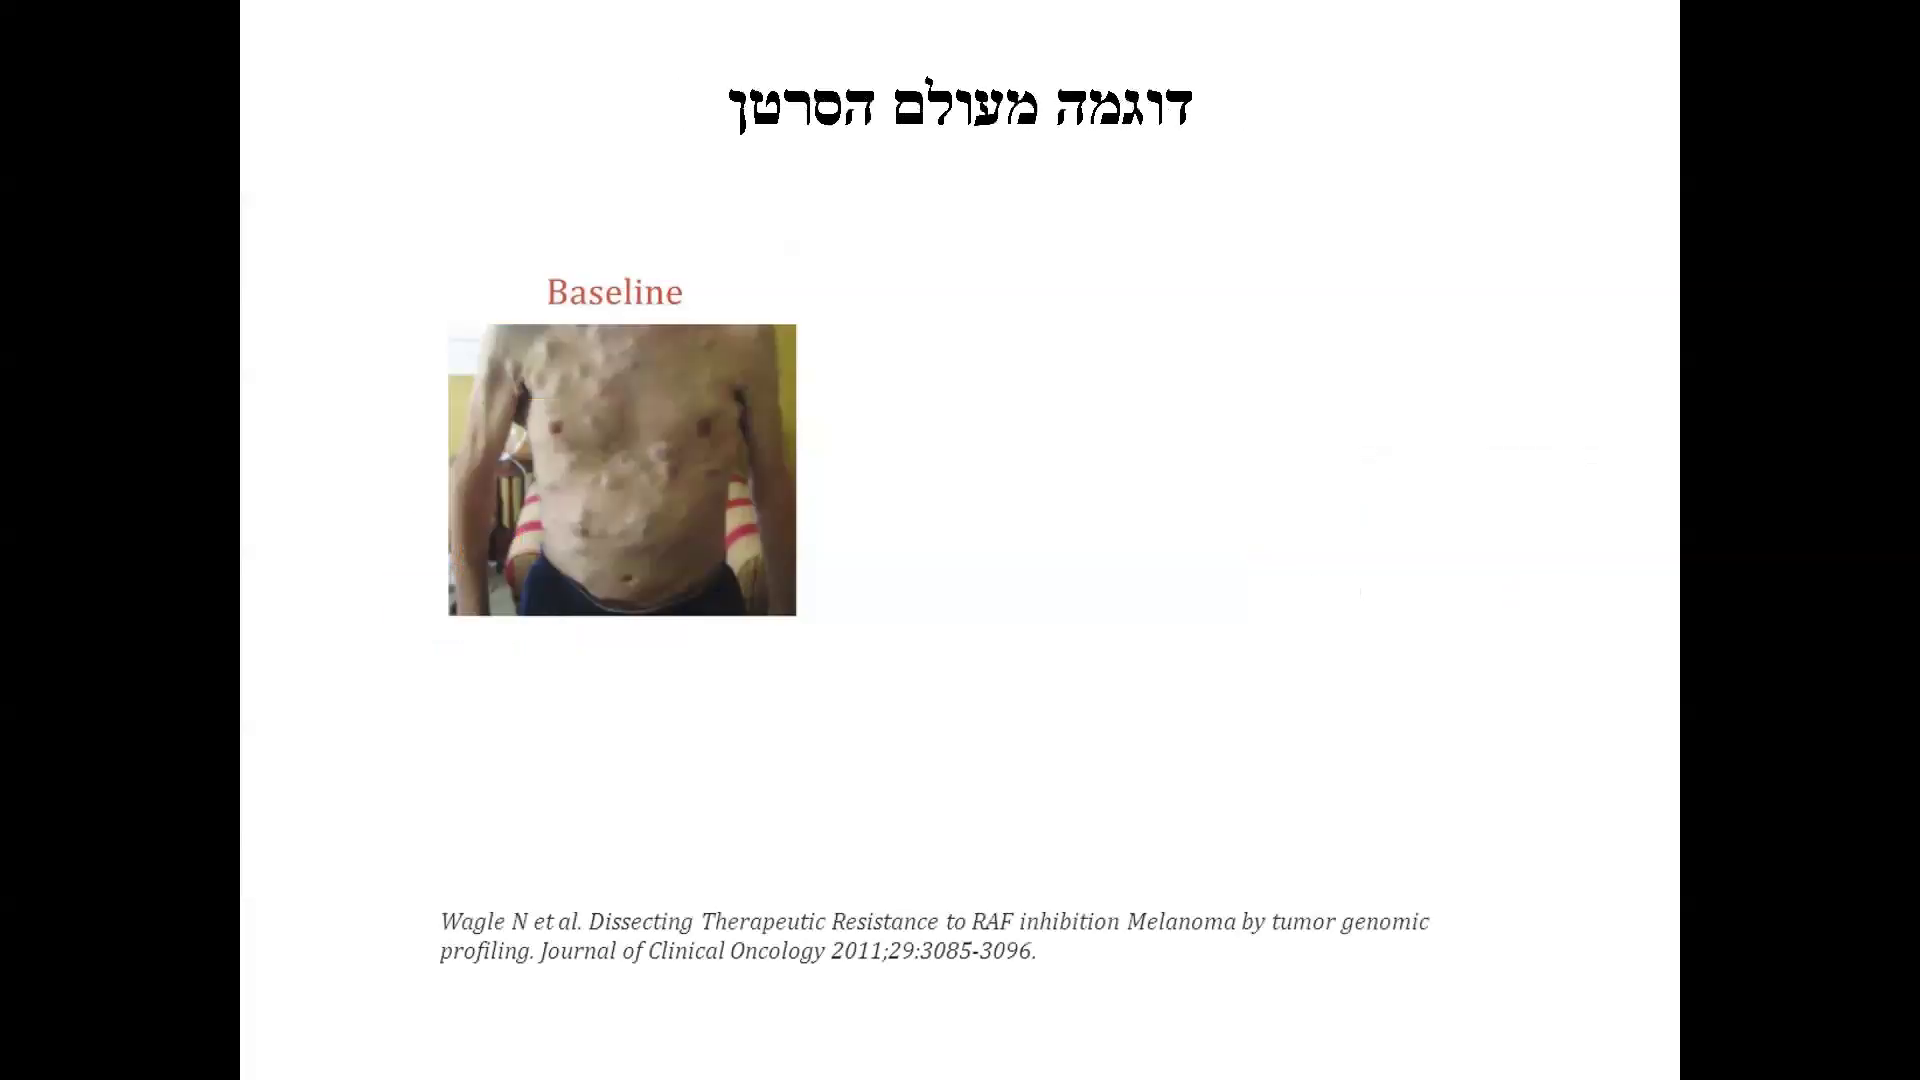 דוגמה מעולם הסרטן
Baseline
Wagle N et al. Dissecting Therapeutic Resistance to RAF inhibition Melanoma by tumor genomic
profiling. Journal of Clinical Oncology 2011;29:3085-3096.